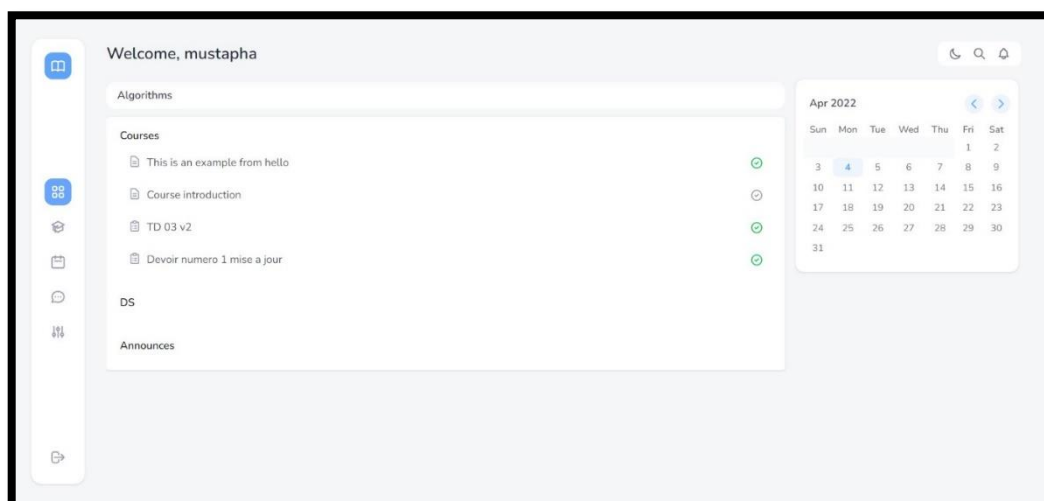 Welcome, mustapha
Algorithms
Courses
This is an example from hello
Course introduction
TD 03 v2
Devoir numero 1 mise a jour
DS
Announces
Apr 2022
Sun Mon Tue Wed Thu Fri Sat
1 2
3 4 5 6 7 8 9
10 11 12 13 14 15 16
17 18 19 20 21 22 23
24 25 26 27 28 29 30
31